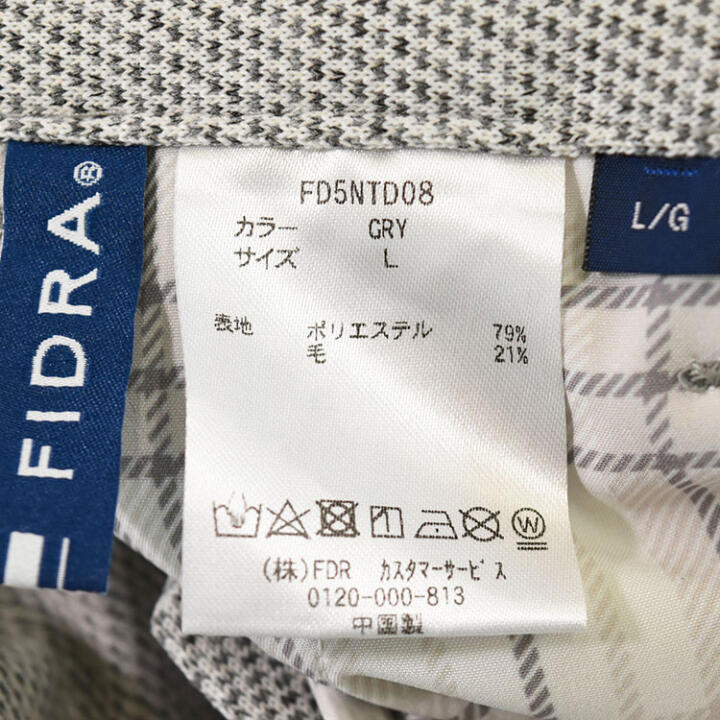 FIDRA®
FD5NTD08
カラー GRY
サイズ L
表地 ポリエステル 79%
毛 21%
W
(株)FDR カスタマーサービス
0120-000-813
中國製
L/G